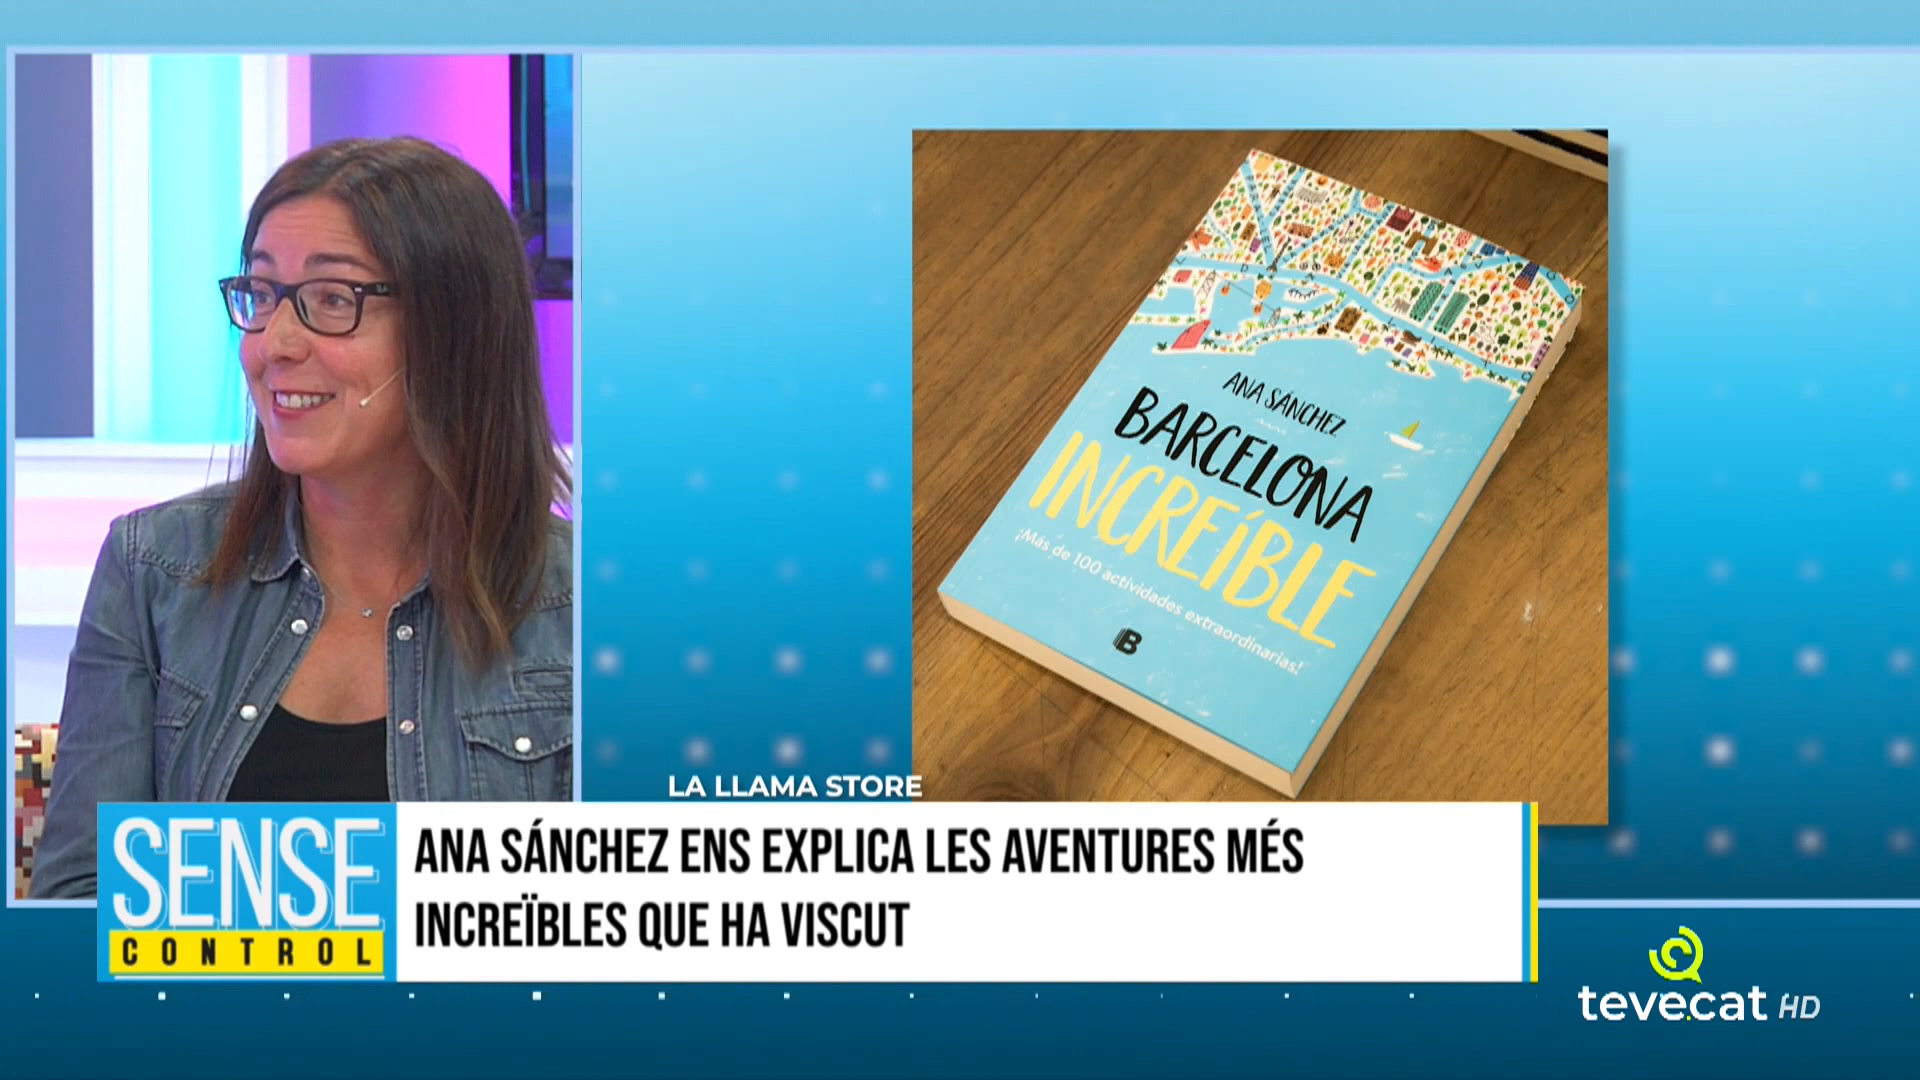 ANA SÁNCHEZ
BARCELONA
INCREÍBLE
¡Más de 100 actividades extraordinarias!
B
LA LLAMA STORE
SENSE
CONTROL
ANA SÁNCHEZ ENS EXPLICA LES AVENTURES MÉS
INCREÏBLES QUE HA VISCUT
tevecat HD